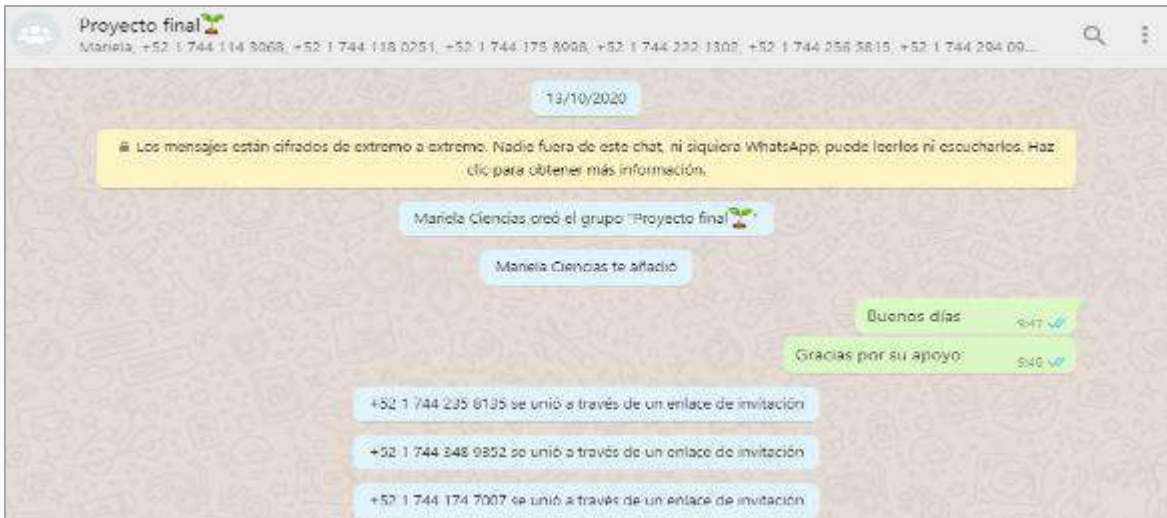 Proyecto final🌱
Mariela, +52 1 744 114 3068, +52 1 744 118 0251, +52 1 744 175 8998, +52 1 744 222 1302, +52 1 744 256 5815, +52 1 744 294 09...
13/10/2020
Los mensajes están cifrados de extremo a extremo. Nadie fuera de este chat, ni siquiera WhatsApp, puede leerlos ni escucharlos. Haz
clic para obtener más información.
Mariela Ciencias creó el grupo "Proyecto final🌱"
Mariela Ciencias te añadió
Buenos días 9:47
Gracias por su apoyo 9:48
+52 1 744 235 8135 se unió a través de un enlace de invitación
+52 1 744 348 9352 se unió a través de un enlace de invitación
+52 1 744 174 7007 se unió a través de un enlace de invitación